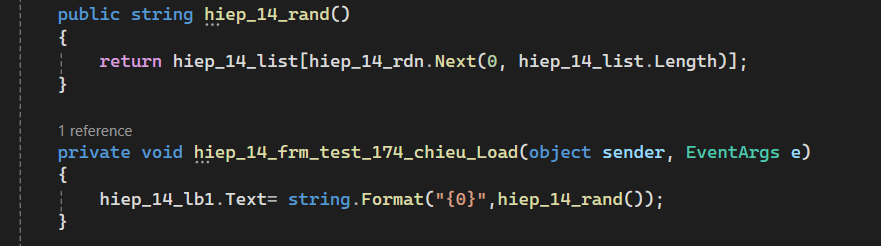 public string hiep_14_rand()
{
    return hiep_14_list[hiep_14_rdn.Next(0, hiep_14_list.Length)];
}
1 reference
private void hiep_14_frm_test_174_chieu_Load(object sender, EventArgs e)
{
    hiep_14_lb1.Text= string.Format("{0}",hiep_14_rand());
}